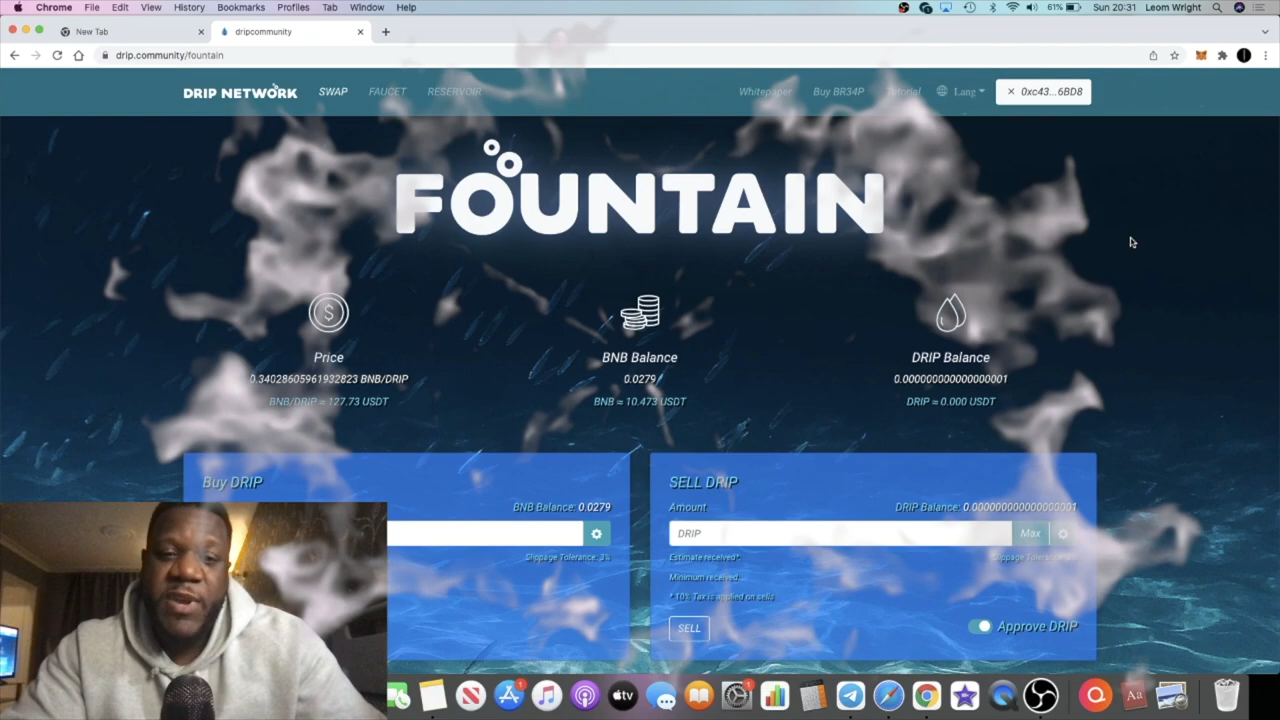 Chrome File Edit View History Bookmarks Profiles Tab Window Help 61% Sun 20:31 Leom Wright
New Tab dripcommunity
drip.community/fountain
DRIP NETWORK SWAP FAUCET RESERVOIR Whitepaper Buy BR34P Tutorial Lang × 0xc43...6BD8
FOUNTAIN
Price BNB Balance DRIP Balance
0.34028605961932823 BNB/DRIP 0.0279 0.000000000000000001
BNB/DRIP ≈ 127.73 USDT BNB ≈ 10.473 USDT DRIP ≈ 0.000 USDT
Buy DRIP SELL DRIP
BNB Balance: 0.0279 Amount DRIP Balance: 0.000000000000000001
DRIP Max
Slippage Tolerance: 3% Estimate received*
Minimum received
* 10% Tax is applied on sells
SELL Approve DRIP
tv
Aa